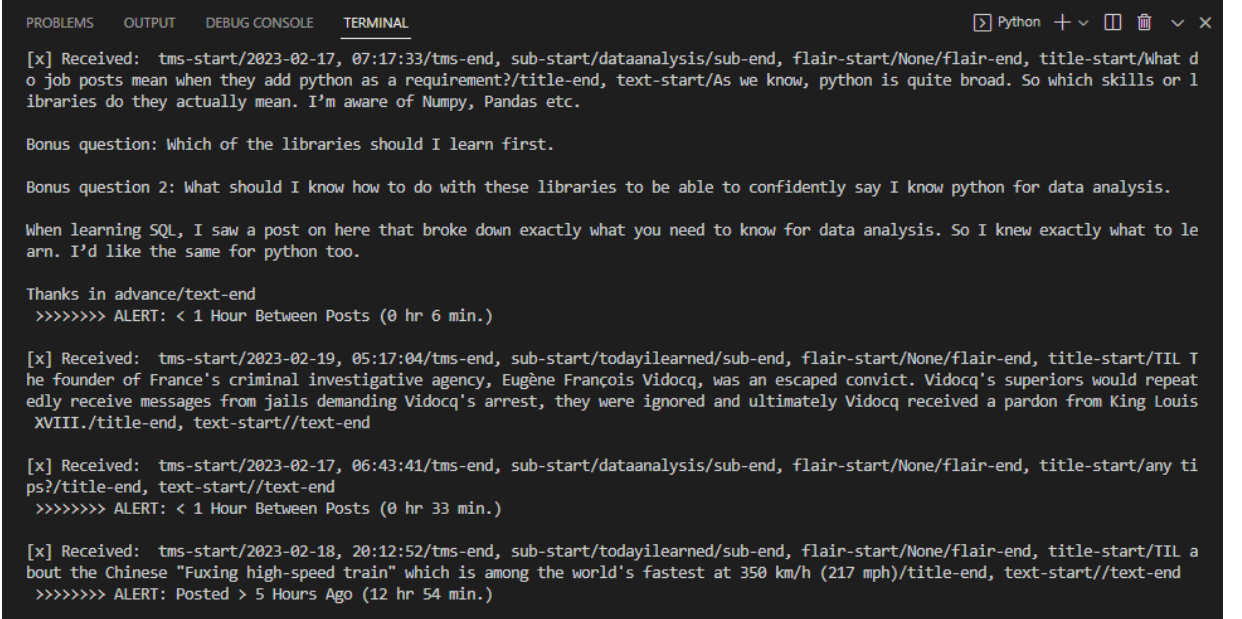 PROBLEMS OUTPUT DEBUG CONSOLE TERMINAL Python
[x] Received:  tms-start/2023-02-17, 07:17:33/tms-end, sub-start/dataanalysis/sub-end, flair-start/None/flair-end, title-start/What d
o job posts mean when they add python as a requirement?/title-end, text-start/As we know, python is quite broad. So which skills or l
ibraries do they actually mean. I’m aware of Numpy, Pandas etc.
Bonus question: Which of the libraries should I learn first.
Bonus question 2: What should I know how to do with these libraries to be able to confidently say I know python for data analysis.
When learning SQL, I saw a post on here that broke down exactly what you need to know for data analysis. So I knew exactly what to le
arn. I’d like the same for python too.
Thanks in advance/text-end
 >>>>>>>> ALERT: < 1 Hour Between Posts (0 hr 6 min.)
[x] Received:  tms-start/2023-02-19, 05:17:04/tms-end, sub-start/todayilearned/sub-end, flair-start/None/flair-end, title-start/TIL T
he founder of France's criminal investigative agency, Eugène François Vidocq, was an escaped convict. Vidocq's superiors would repeat
edly receive messages from jails demanding Vidocq's arrest, they were ignored and ultimately Vidocq received a pardon from King Louis
 XVIII./title-end, text-start//text-end
[x] Received:  tms-start/2023-02-17, 06:43:41/tms-end, sub-start/dataanalysis/sub-end, flair-start/None/flair-end, title-start/any ti
ps?/title-end, text-start//text-end
 >>>>>>>> ALERT: < 1 Hour Between Posts (0 hr 33 min.)
[x] Received:  tms-start/2023-02-18, 20:12:52/tms-end, sub-start/todayilearned/sub-end, flair-start/None/flair-end, title-start/TIL a
bout the Chinese "Fuxing high-speed train" which is among the world's fastest at 350 km/h (217 mph)/title-end, text-start//text-end
 >>>>>>>> ALERT: Posted > 5 Hours Ago (12 hr 54 min.)